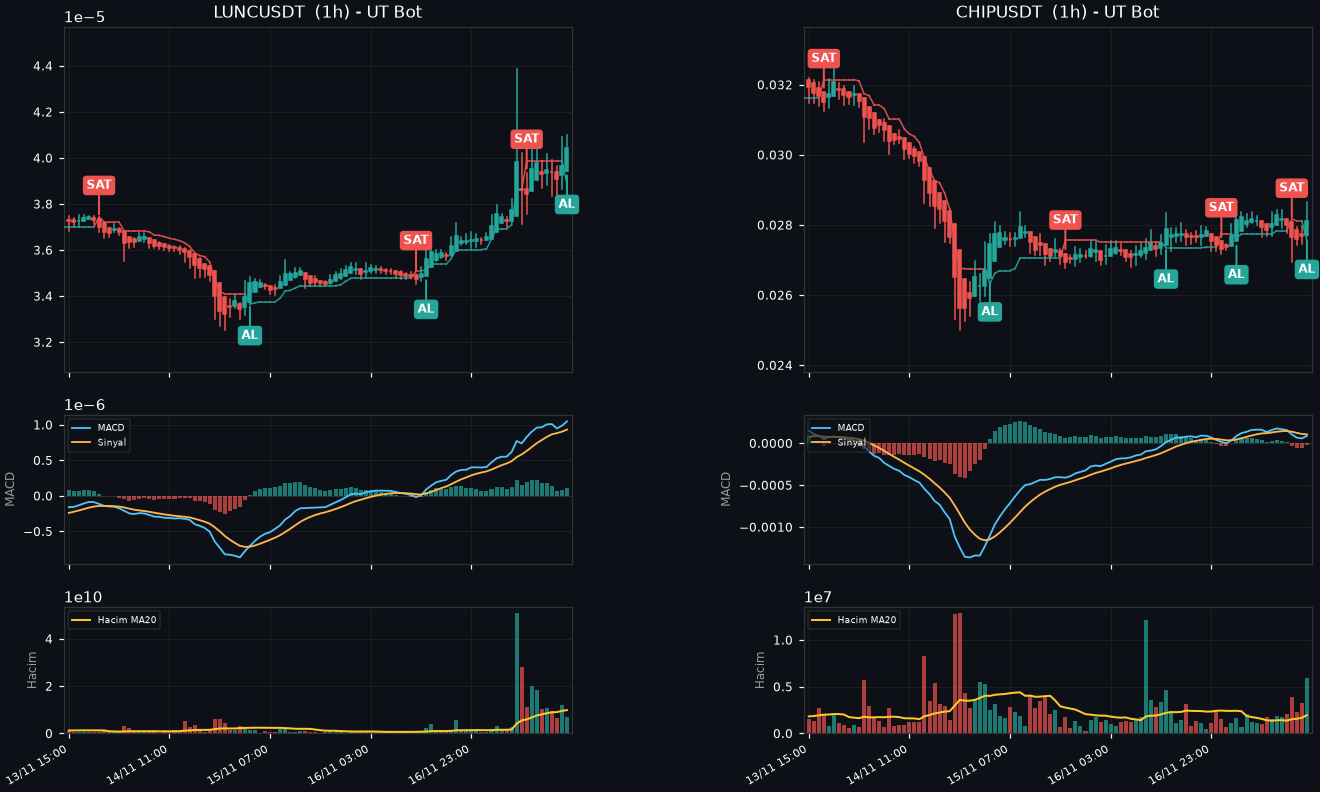 LUNCUSDT (1h) - UT Bot
1e−5
4.4
4.2
4.0
3.8
3.6
3.4
3.2
SAT
AL
SAT
AL
SAT
AL
1e−6
MACD
1.0
0.5
0.0
−0.5
MACD
Sinyal
1e10
Hacim
4
2
0
Hacim MA20
13/11 15:00
14/11 11:00
15/11 07:00
16/11 03:00
16/11 23:00
CHIPUSDT (1h) - UT Bot
0.032
0.030
0.028
0.026
0.024
SAT
AL
SAT
AL
SAT
AL
SAT
AL
MACD
0.0000
−0.0005
−0.0010
MACD
Sinyal
1e7
Hacim
1.0
0.5
0.0
Hacim MA20
13/11 15:00
14/11 11:00
15/11 07:00
16/11 03:00
16/11 23:00